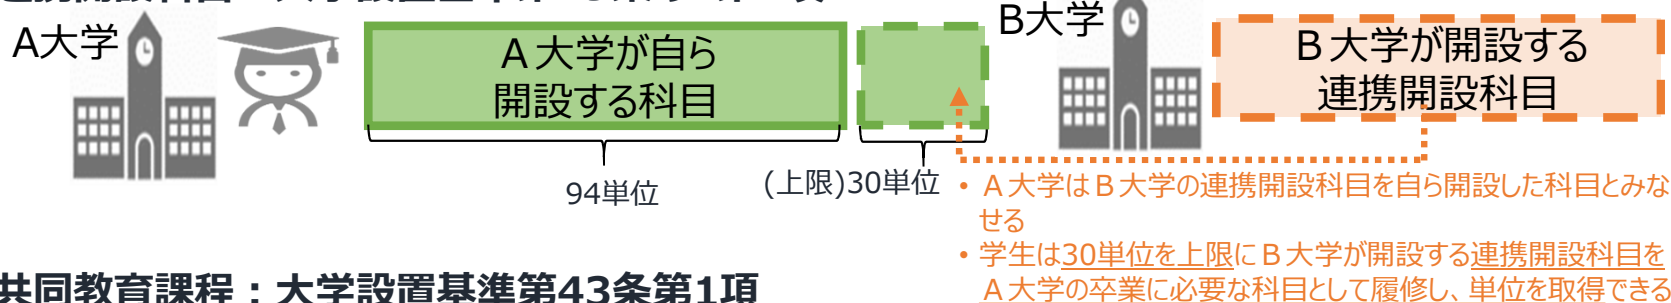 A大学
A大学が自ら
開設する科目
94単位
(上限)30単位
B大学
B大学が開設する
連携開設科目
• A大学はB大学の連携開設科目を自ら開設した科目とみな
せる
• 学生は30単位を上限にB大学が開設する連携開設科目を
A大学の卒業に必要な科目として履修し、単位を取得できる
共同教育課程：大学設置基準第43条第1項